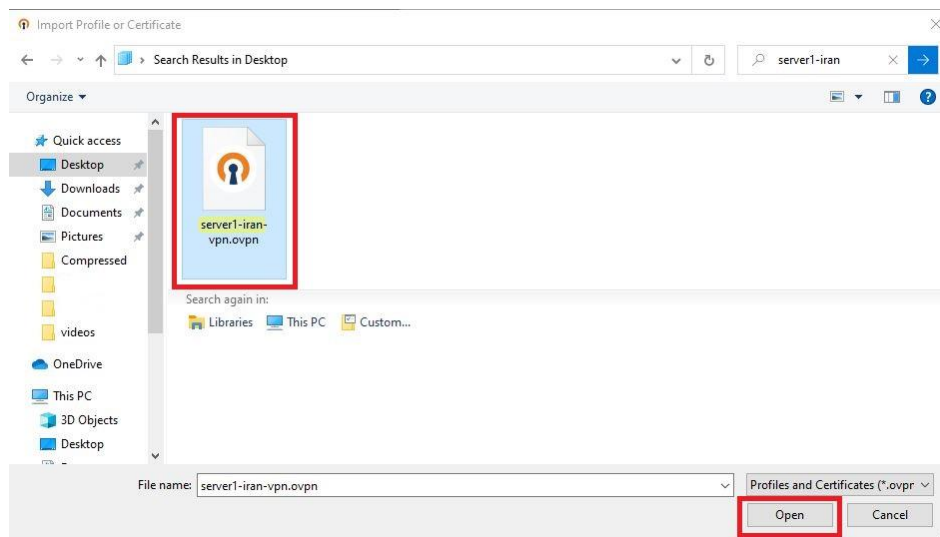 Import Profile or Certificate
Search Results in Desktop
server1-iran
Organize
Quick access
Desktop
Downloads
Documents
Pictures
Compressed
videos
OneDrive
This PC
3D Objects
Desktop
server1-iran-
vpn.ovpn
Search again in:
Libraries This PC Custom...
File name: server1-iran-vpn.ovpn
Profiles and Certificates (*.ovpr
Open Cancel